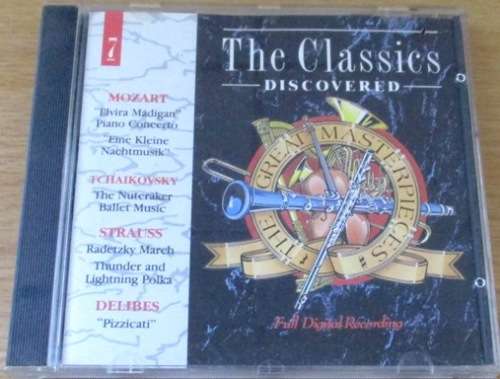 7
MOZART
"Elvira Madigan"
Piano Concerto
"Eine Kleine
Nachtmusik"
TCHAIKOVSKY
The Nutcraker
Ballet Music
STRAUSS
Radetzky March
Thunder and
Lightning Polka
DELIBES
"Pizzicati"
The Classics
DISCOVERED
THE GREAT MASTERPIECES
Full Digital Recording